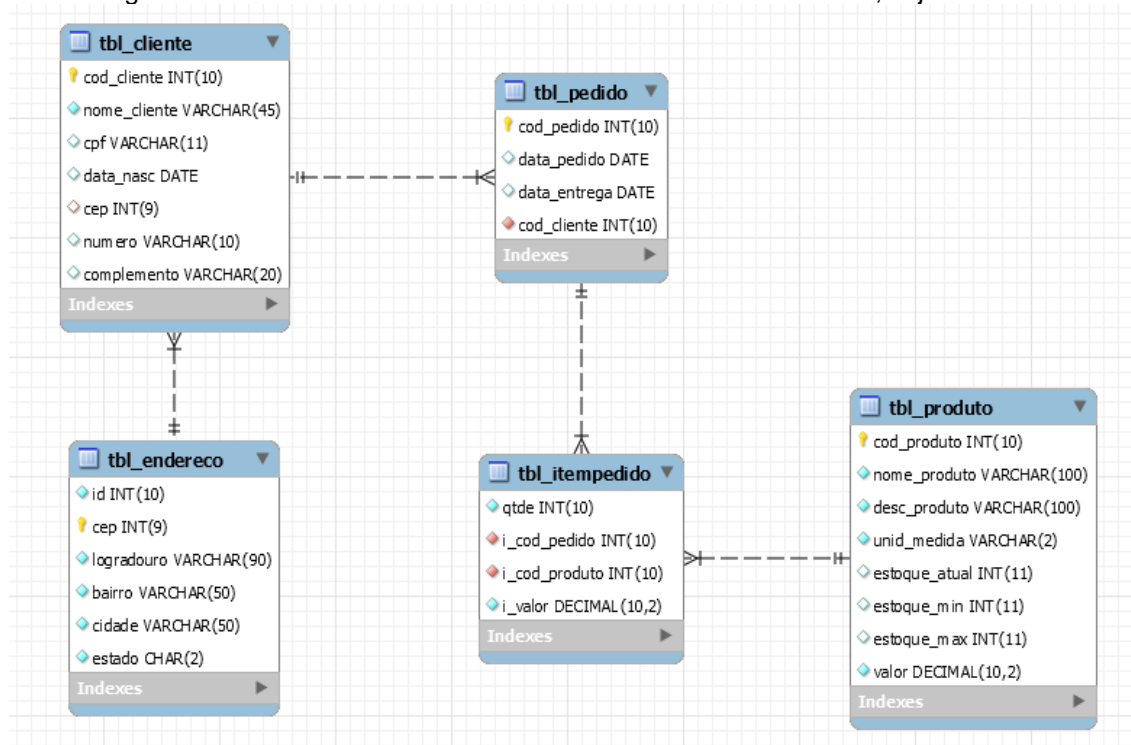 tbl_cliente
cod_cliente INT(10)
nome_cliente VARCHAR(45)
cpf VARCHAR(11)
data_nasc DATE
cep INT(9)
numero VARCHAR(10)
complemento VARCHAR(20)
Indexes
tbl_pedido
cod_pedido INT(10)
data_pedido DATE
data_entrega DATE
cod_cliente INT(10)
Indexes
tbl_endereco
id INT(10)
cep INT(9)
logradouro VARCHAR(90)
bairro VARCHAR(50)
cidade VARCHAR(50)
estado CHAR(2)
Indexes
tbl_itempedido
qtde INT(10)
i_cod_pedido INT(10)
i_cod_produto INT(10)
i_valor DECIMAL(10,2)
Indexes
tbl_produto
cod_produto INT(10)
nome_produto VARCHAR(100)
desc_produto VARCHAR(100)
unid_medida VARCHAR(2)
estoque_atual INT(11)
estoque_min INT(11)
estoque_max INT(11)
valor DECIMAL(10,2)
Indexes